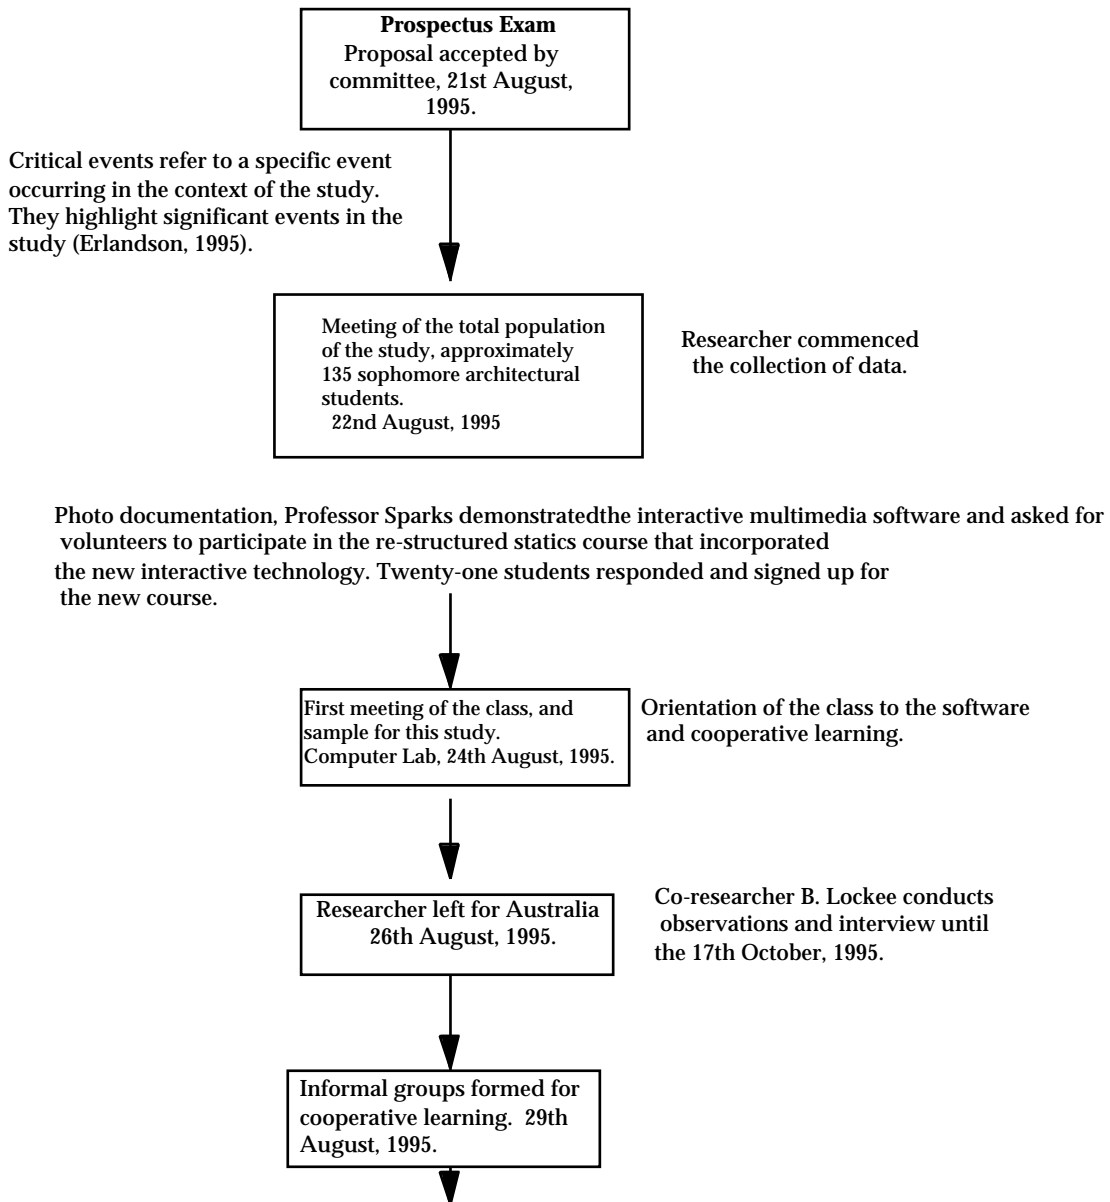 Prospectus Exam
Proposal accepted by
committee, 21st August,
1995.
Critical events refer to a specific event
occurring in the context of the study.
They highlight significant events in the
study (Erlandson, 1995).
Meeting of the total population
of the study, approximately
135 sophomore architectural
students.
22nd August, 1995
Researcher commenced
the collection of data.
Photo documentation, Professor Sparks demonstratedthe interactive multimedia software and asked for
volunteers to participate in the re-structured statics course that incorporated
the new interactive technology. Twenty-one students responded and signed up for
the new course.
First meeting of the class, and
sample for this study.
Computer Lab, 24th August, 1995.
Orientation of the class to the software
and cooperative learning.
Researcher left for Australia
26th August, 1995.
Co-researcher B. Lockee conducts
observations and interview until
the 17th October, 1995.
Informal groups formed for
cooperative learning. 29th
August, 1995.